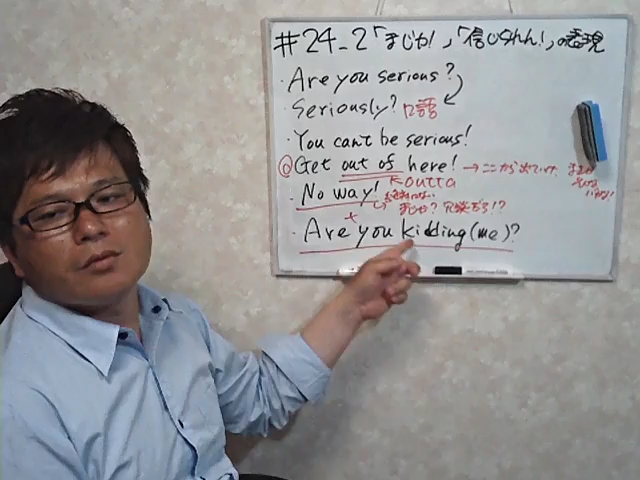 #24-2「まじか!」「信じられん!」の表現
・Are you serious?
・Seriously? 口語
・You can't be serious!
Get out of here! → ここから出ていけ
outta
・No way!
まじか? 冗談だろ!?
・Are you kidding (me)?